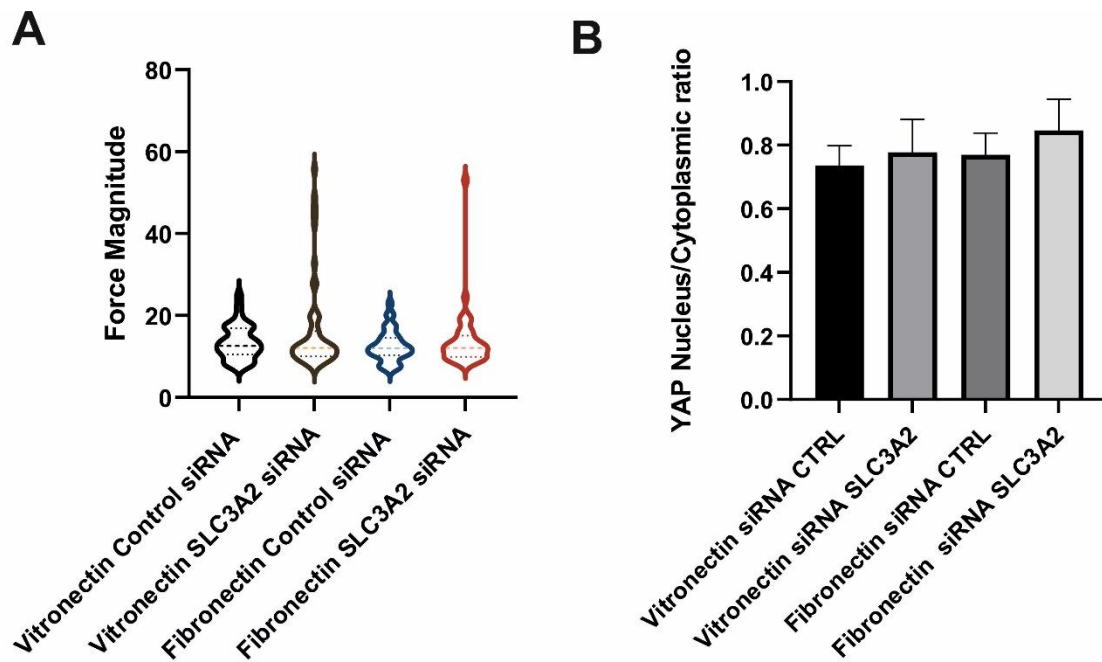 A
Force Magnitude
80
60
40
20
0
Vitronectin Control siRNA
Vitronectin SLC3A2 siRNA
Fibronectin Control siRNA
Fibronectin SLC3A2 siRNA
B
YAP Nucleus/Cytoplasmic ratio
1.0
0.8
0.6
0.4
0.2
0.0
Vitronectin siRNA CTRL
Vitronectin siRNA SLC3A2
Fibronectin siRNA CTRL
Fibronectin siRNA SLC3A2